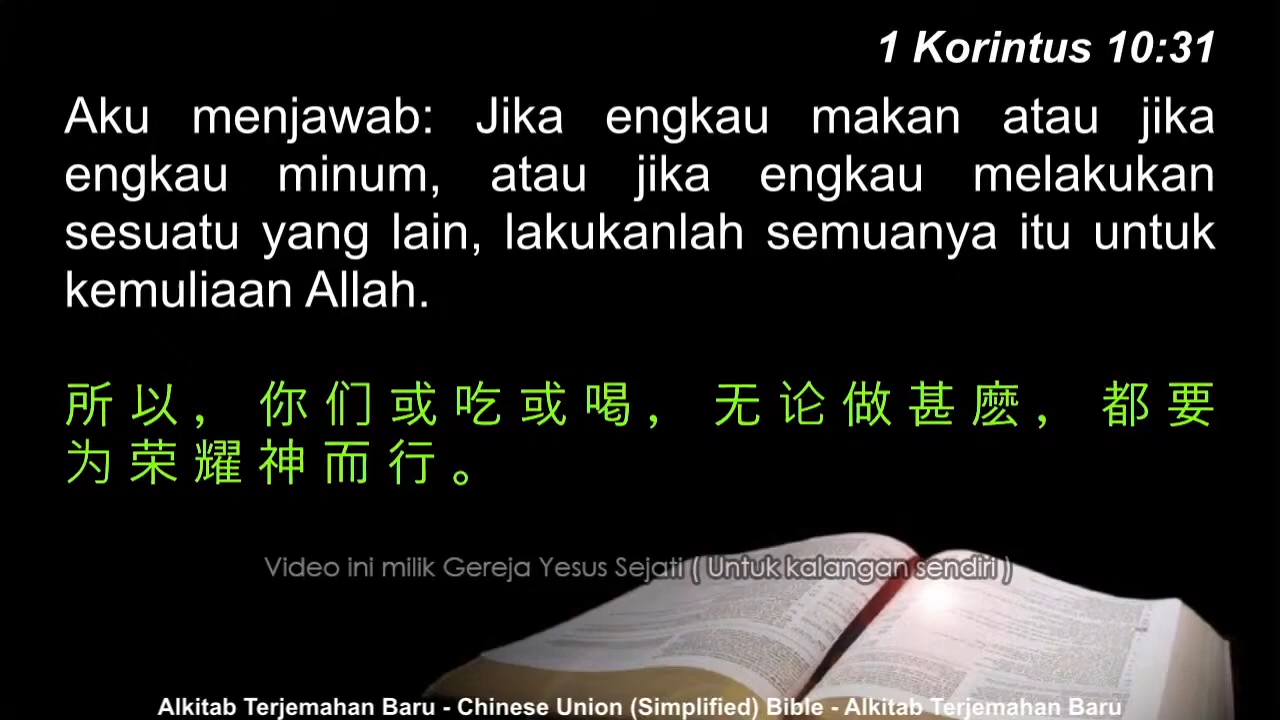 1 Korintus 10:31
Aku menjawab: Jika engkau makan atau jika
engkau minum, atau jika engkau melakukan
sesuatu yang lain, lakukanlah semuanya itu untuk
kemuliaan Allah.
所以，你们或吃或喝，无论做甚麽，都要
为荣耀神而行。
Video ini milik Gereja Yesus Sejati ( Untuk kalangan sendiri )
Alkitab Terjemahan Baru - Chinese Union (Simplified) Bible - Alkitab Terjemahan Baru